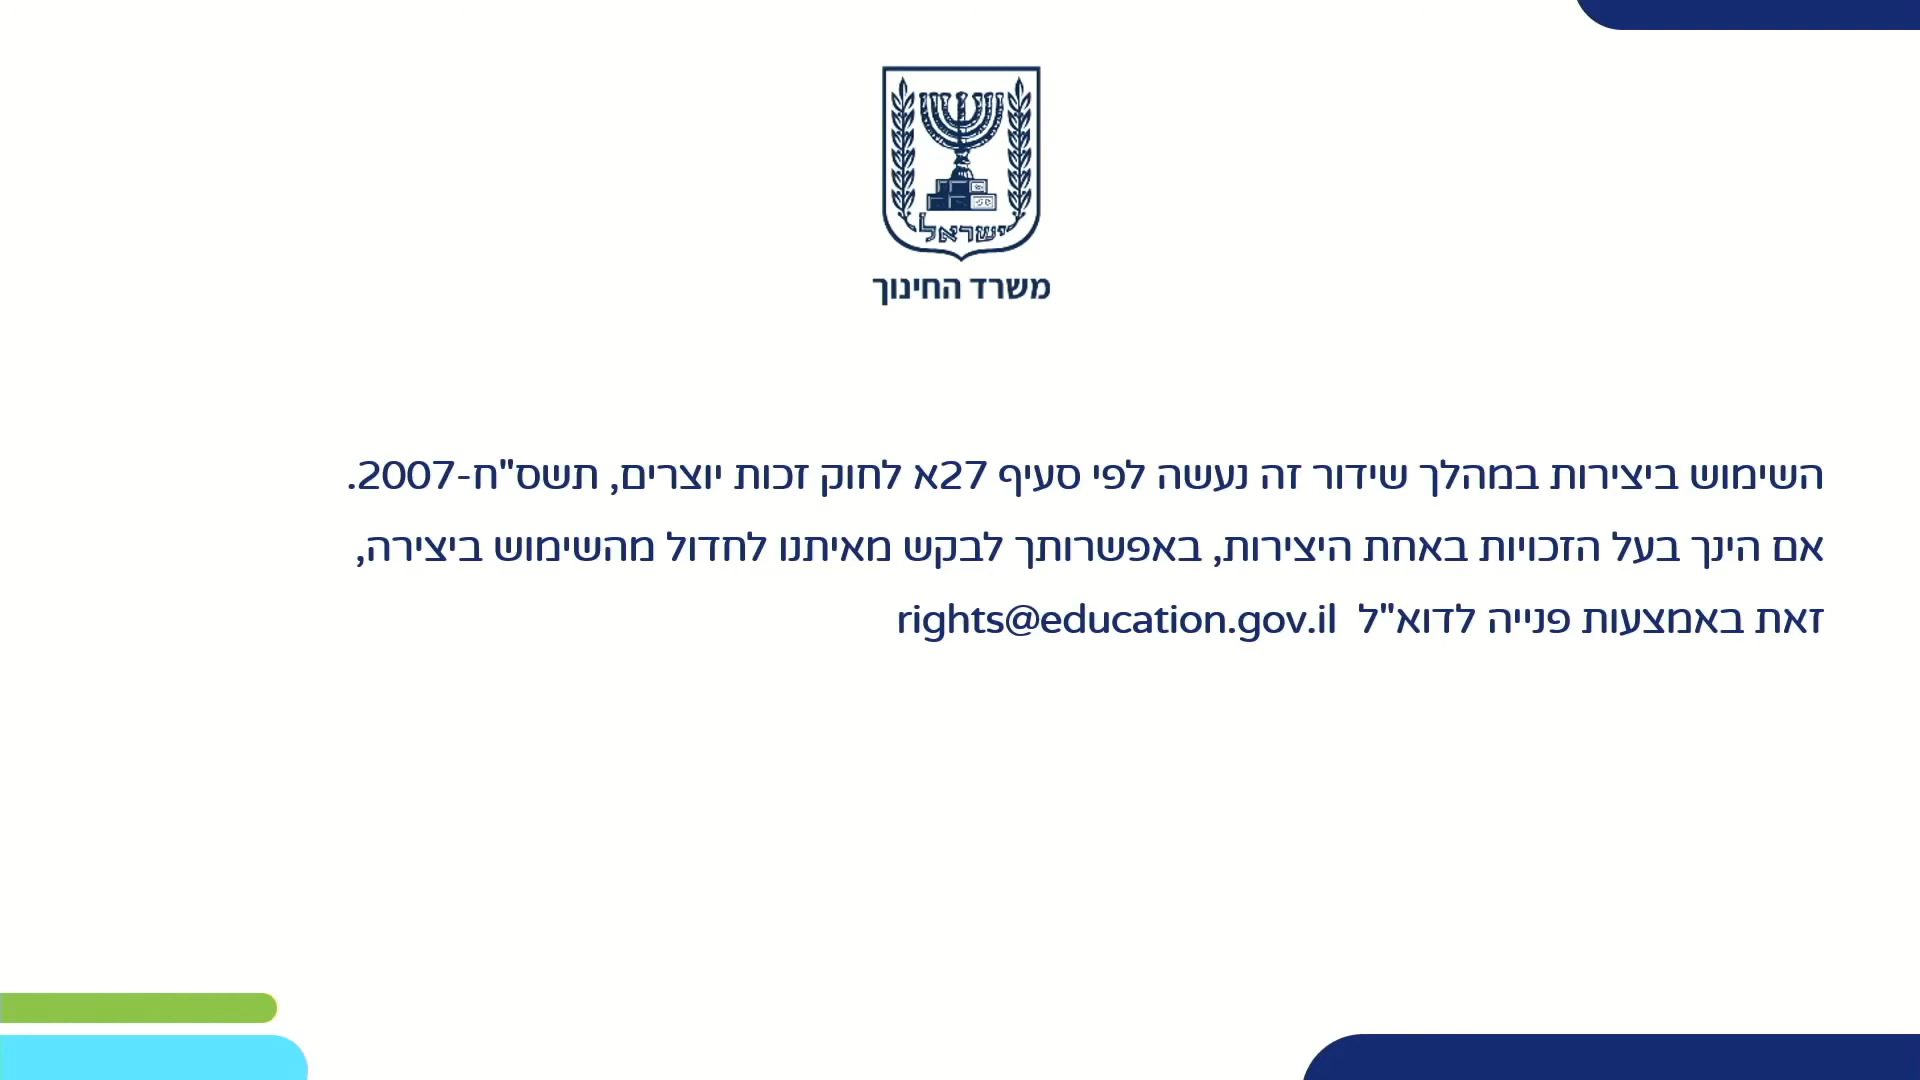 ישראל
משרד החינוך
השימוש ביצירות במהלך שידור זה נעשה לפי סעיף 27א לחוק זכות יוצרים, תשס"ח-2007.
אם הינך בעל הזכויות באחת היצירות, באפשרותך לבקש מאיתנו לחדול מהשימוש ביצירה,
זאת באמצעות פנייה לדוא"ל rights@education.gov.il